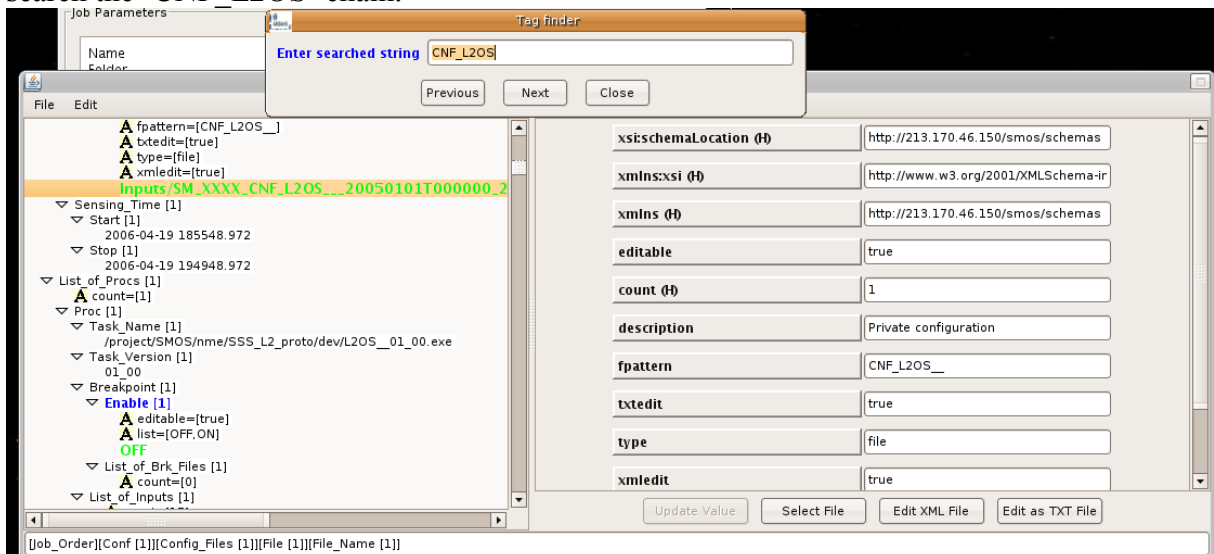 search the "CNF_L2OS" chain.
Job Parameters
Name
Folder
Tag finder
Enter searched string CNF_L2OS
Previous Next Close
File Edit
A fpattern=[CNF_L2OS__]
A txtedit=[true]
A type=[file]
A xmledit=[true]
Inputs/SM_XXXX_CNF_L2OS___20050101T000000_2
Sensing_Time [1]
Start [1]
2006-04-19 185548.972
Stop [1]
2006-04-19 194948.972
List_of_Procs [1]
A count=[1]
Proc [1]
Task_Name [1]
/project/SMOS/nme/SSS_L2_proto/dev/L2OS__01_00.exe
Task_Version [1]
01_00
Breakpoint [1]
Enable [1]
A editable=[true]
A list=[OFF,ON]
OFF
List_of_Brk_Files [1]
A count=[0]
List_of_Inputs [1]
xsi:schemaLocation (H) http://213.170.46.150/smos/schemas
xmlns:xsi (H) http://www.w3.org/2001/XMLSchema-ir
xmlns (H) http://213.170.46.150/smos/schemas
editable true
count (H) 1
description Private configuration
fpattern CNF_L2OS__
txtedit true
type file
xmledit true
Update Value Select File Edit XML File Edit as TXT File
[Job_Order][Conf [1]][Config_Files [1]][File [1]][File_Name [1]]